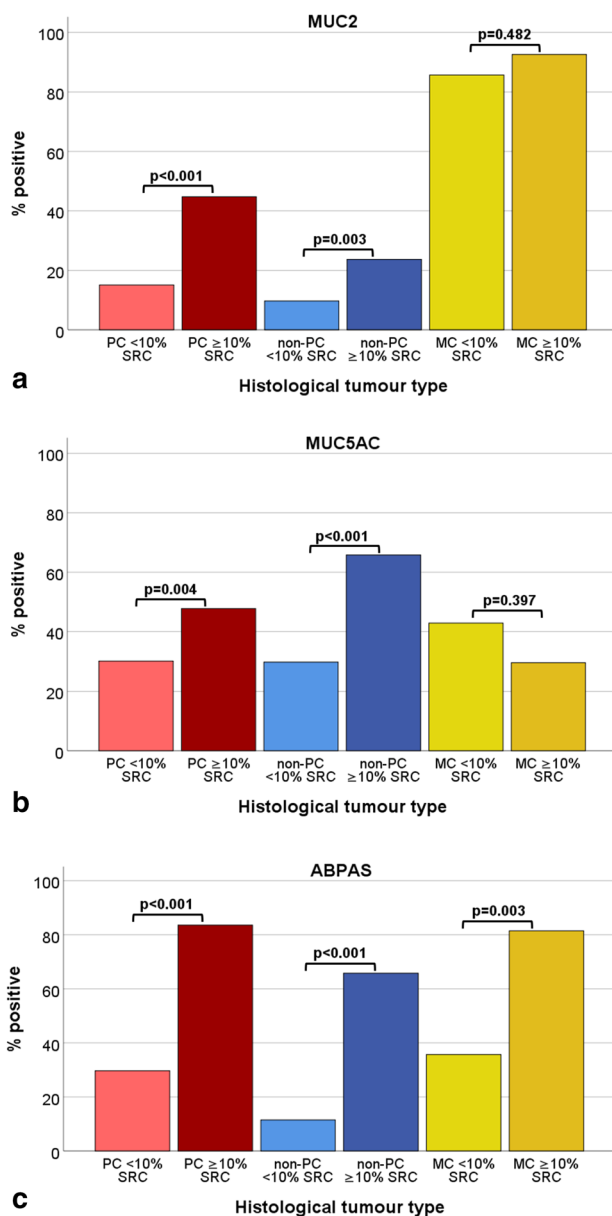 MUC2
100
80
60
40
20
0
% positive
p<0.001
p=0.003
p=0.482
PC <10%
SRC
PC ≥10%
SRC
non-PC
<10% SRC
non-PC
≥10% SRC
MC <10%
SRC
MC ≥10%
SRC
Histological tumour type
a
MUC5AC
100
80
60
40
20
0
% positive
p=0.004
p<0.001
p=0.397
PC <10%
SRC
PC ≥10%
SRC
non-PC
<10% SRC
non-PC
≥10% SRC
MC <10%
SRC
MC ≥10%
SRC
Histological tumour type
b
ABPAS
100
80
60
40
20
0
% positive
p<0.001
p<0.001
p=0.003
PC <10%
SRC
PC ≥10%
SRC
non-PC
<10% SRC
non-PC
≥10% SRC
MC <10%
SRC
MC ≥10%
SRC
Histological tumour type
c